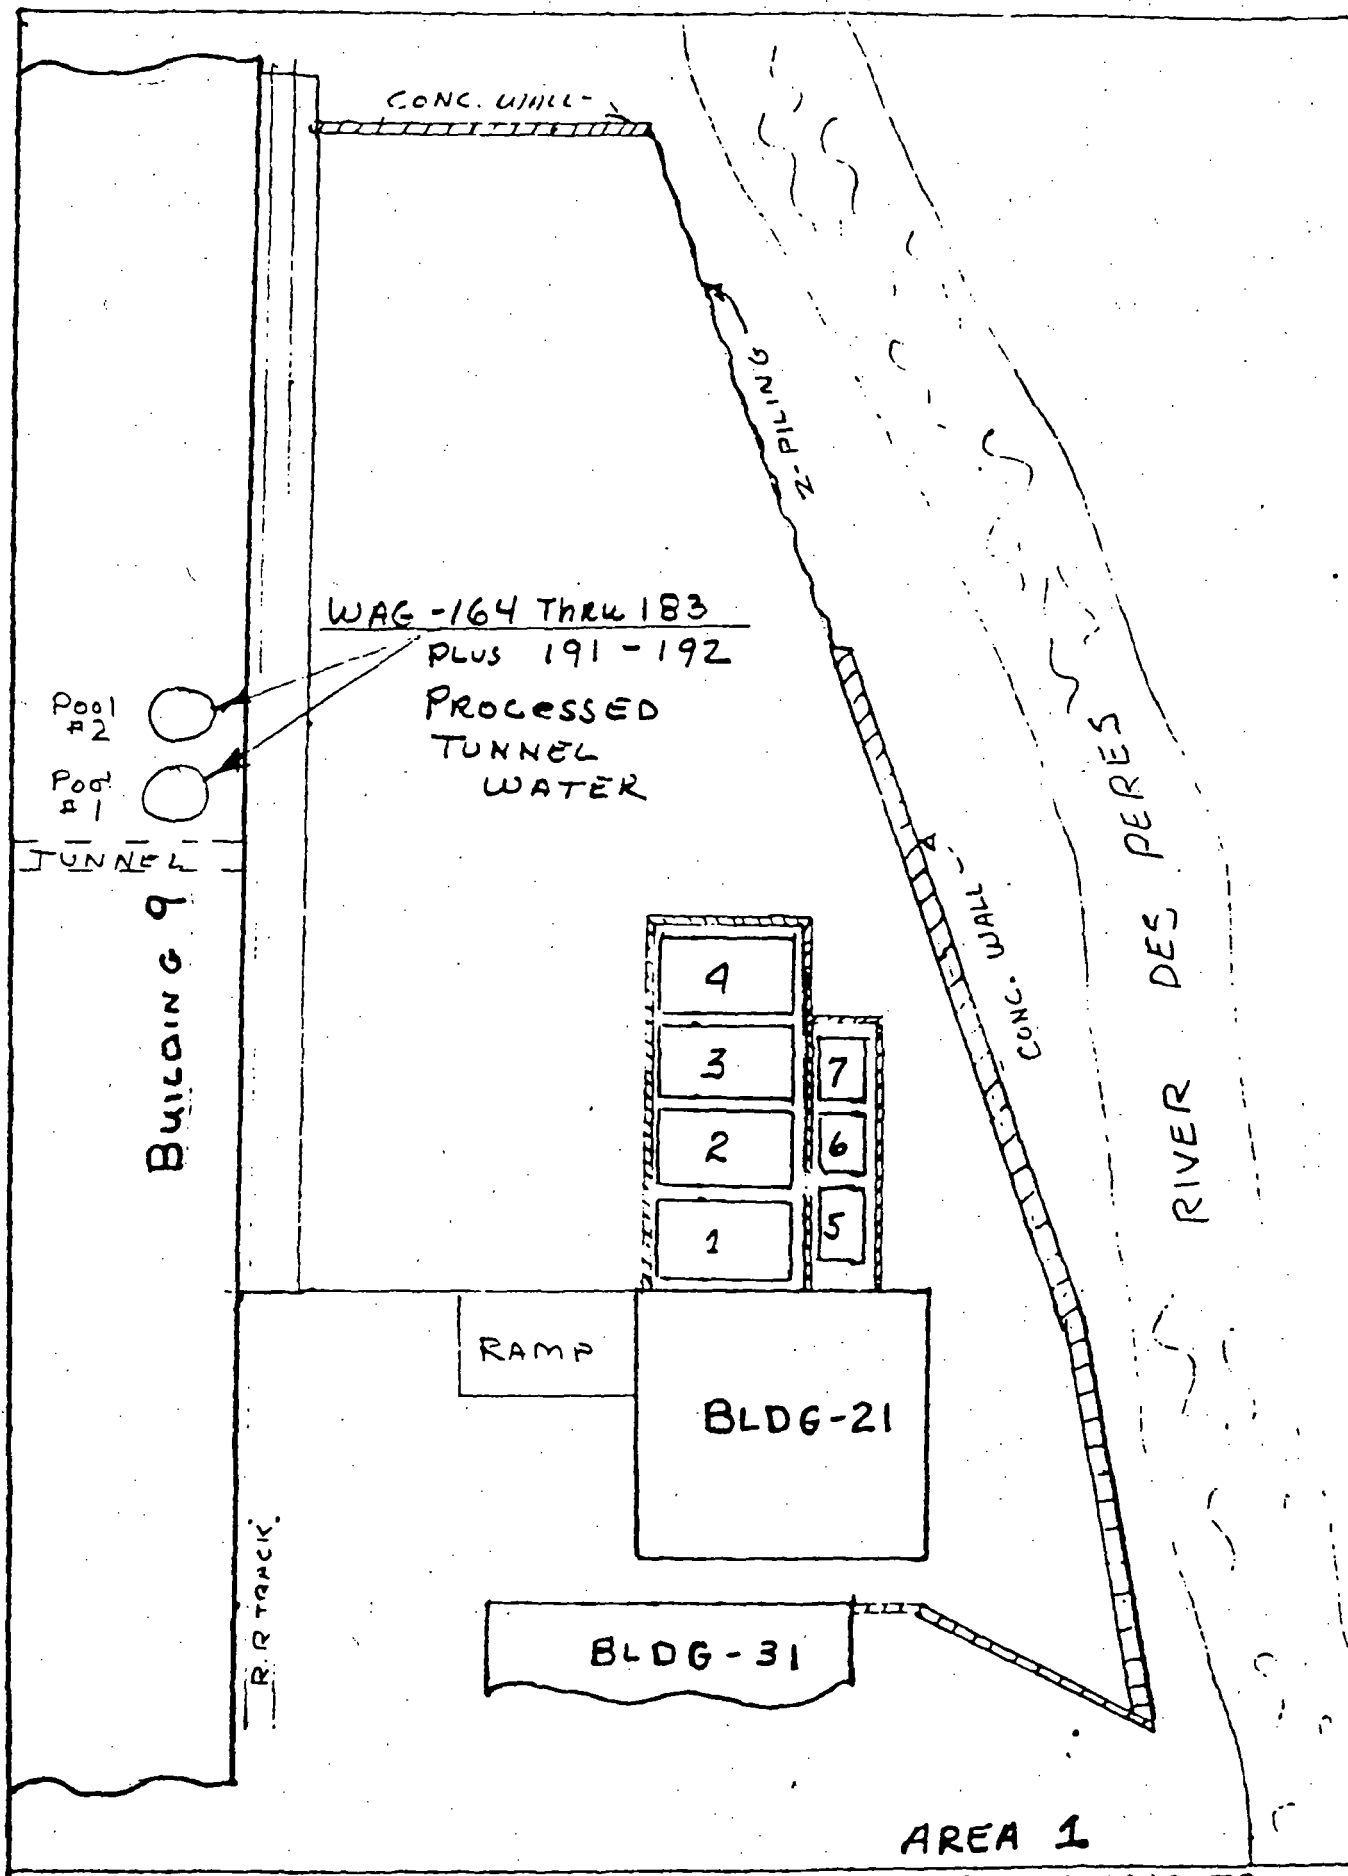 CONC. WALL
Z-PILING
WAG-164 THRU 183
PLUS 191-192
PROCESSED
TUNNEL
WATER
Pool
#2
Pool
#1
TUNNEL
BUILDING 9
CONC. WALL
RIVER DES PERES
4
3
2
1
7
6
5
RAMP
BLDG-21
R.R TRACK.
BLDG-31
AREA 1